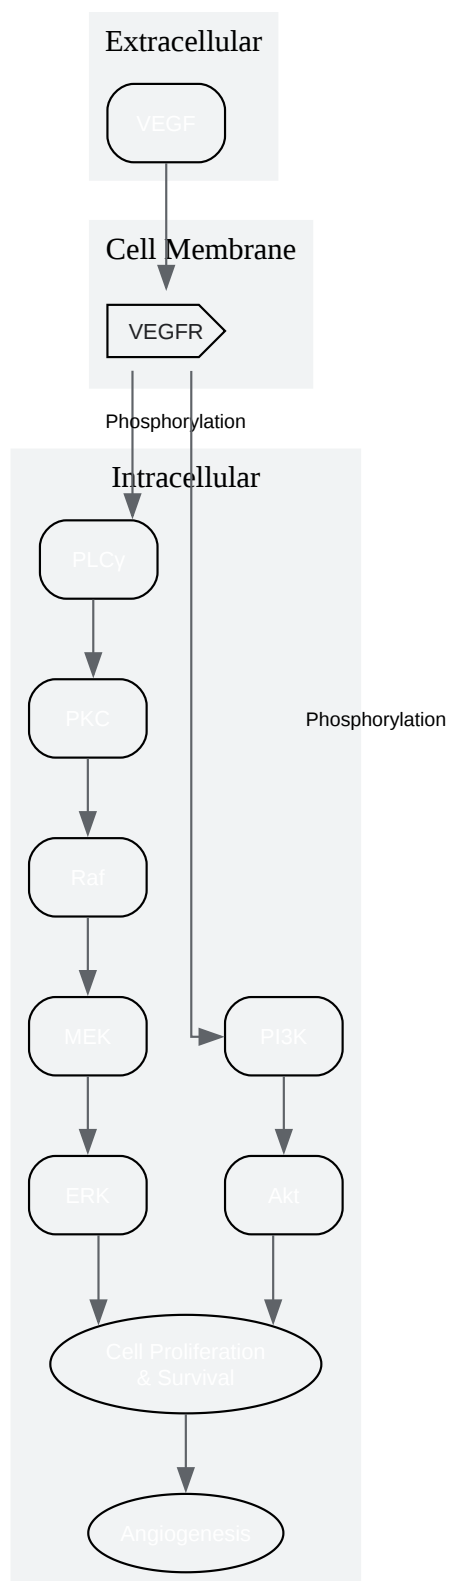 Extracellular
VEGF
Cell Membrane
VEGFR
Phosphorylation
Intracellular
PLCγ
PKC
Phosphorylation
Raf
MEK
PI3K
ERK
Akt
Cell Proliferation
& Survival
Angiogenesis